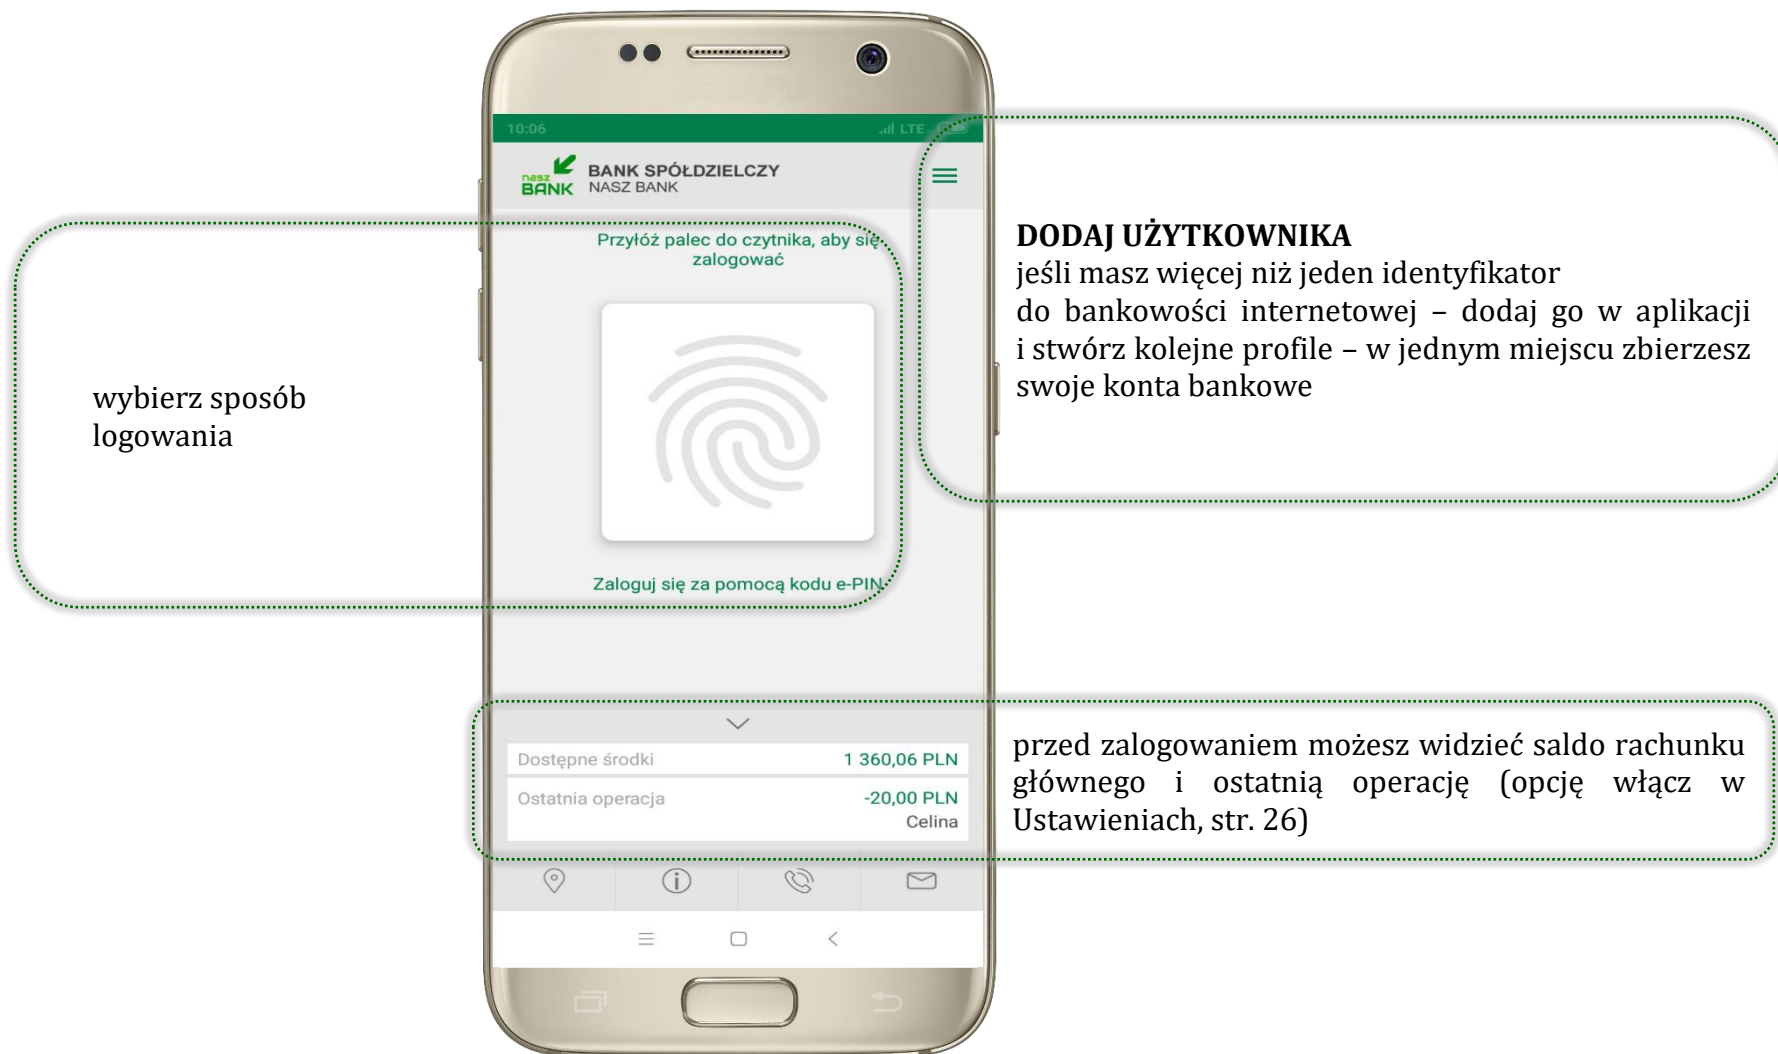 10:06
LTE
nasz
BANK
BANK SPÓŁDZIELCZY
NASZ BANK
Przyłóż palec do czytnika, aby się
zalogować
Zaloguj się za pomocą kodu e-PIN
wybierz sposób
logowania
DODAJ UŻYTKOWNIKA
jeśli masz więcej niż jeden identyfikator
do bankowości internetowej – dodaj go w aplikacji
i stwórz kolejne profile – w jednym miejscu zbierzesz
swoje konta bankowe
Dostępne środki 1 360,06 PLN
Ostatnia operacja -20,00 PLN
Celina
przed zalogowaniem możesz widzieć saldo rachunku
głównego i ostatnią operację (opcję włącz w
Ustawieniach, str. 26)